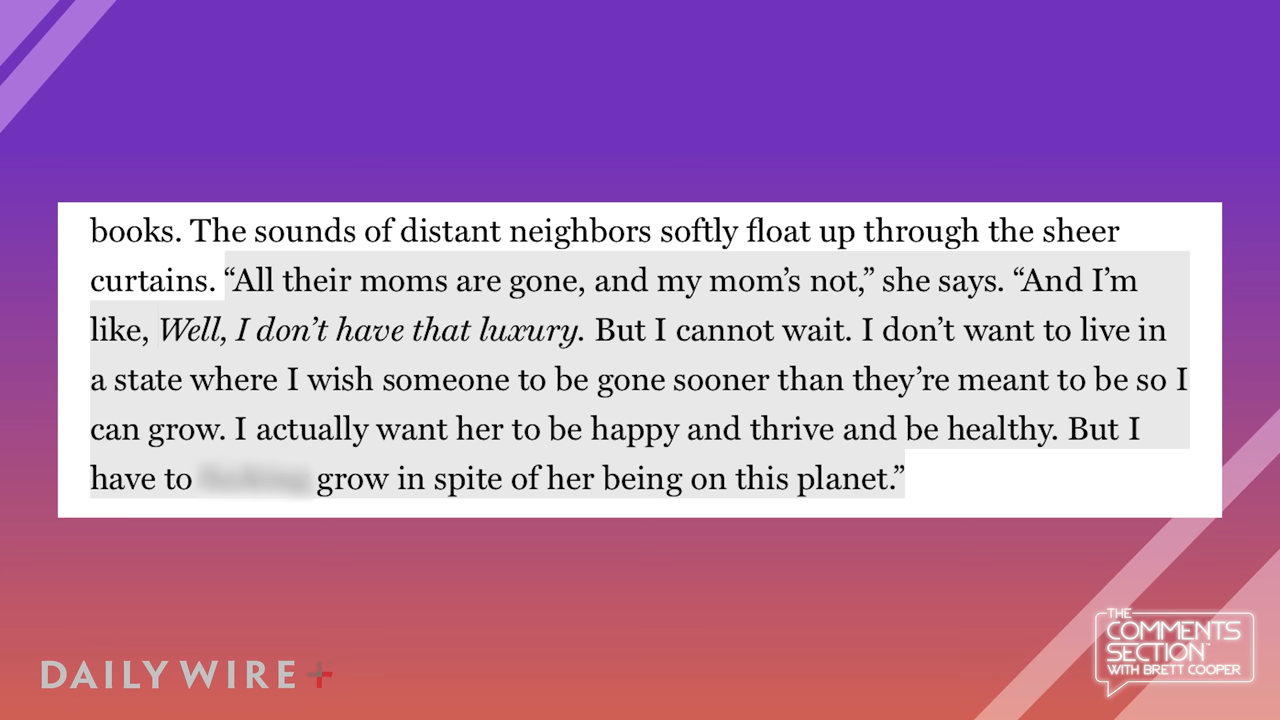 books. The sounds of distant neighbors softly float up through the sheer
curtains. “All their moms are gone, and my mom’s not,” she says. “And I’m
like, Well, I don’t have that luxury. But I cannot wait. I don’t want to live in
a state where I wish someone to be gone sooner than they’re meant to be so I
can grow. I actually want her to be happy and thrive and be healthy. But I
have to grow in spite of her being on this planet.”
DAILY WIRE +
THE
COMMENTS
SECTION™
WITH BRETT COOPER